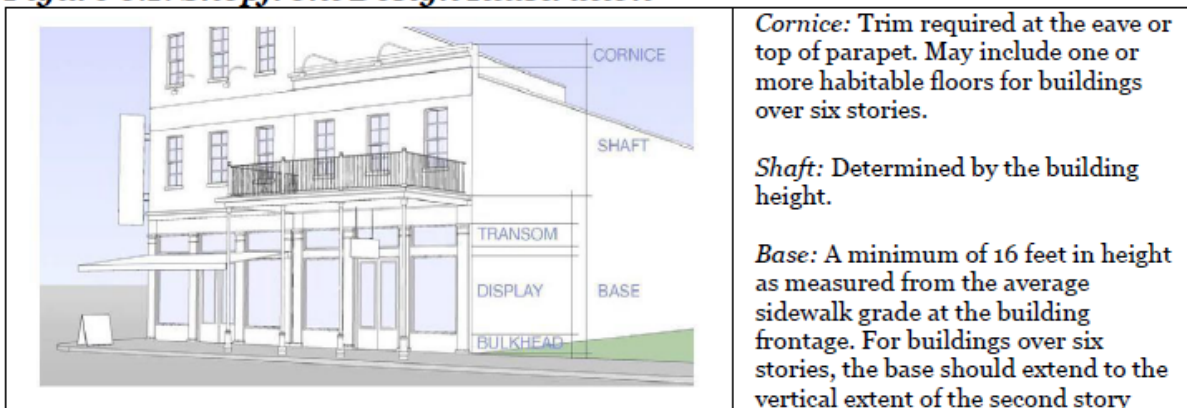 CORNICE
SHAFT
TRANSOM
DISPLAY
BASE
BULKHEAD
Cornice: Trim required at the eave or
top of parapet. May include one or
more habitable floors for buildings
over six stories.
Shaft: Determined by the building
height.
Base: A minimum of 16 feet in height
as measured from the average
sidewalk grade at the building
frontage. For buildings over six
stories, the base should extend to the
vertical extent of the second story